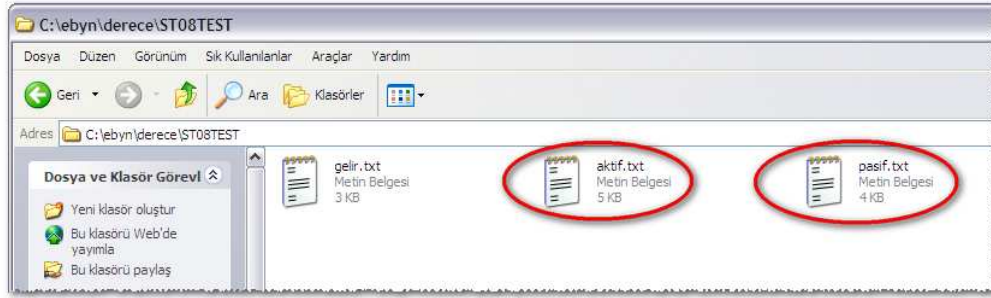 C:\ebyn\derece\ST08TEST
Dosya Düzen Görünüm Sık Kullanılanlar Araçlar Yardım
Geri Ara Klasörler
Adres C:\ebyn\derece\ST08TEST
Dosya ve Klasör Görevl
Yeni klasör oluştur
Bu klasörü Web'de
yayımla
Bu klasörü paylaş
gelir.txt
Metin Belgesi
3 KB
aktif.txt
Metin Belgesi
5 KB
pasif.txt
Metin Belgesi
4 KB